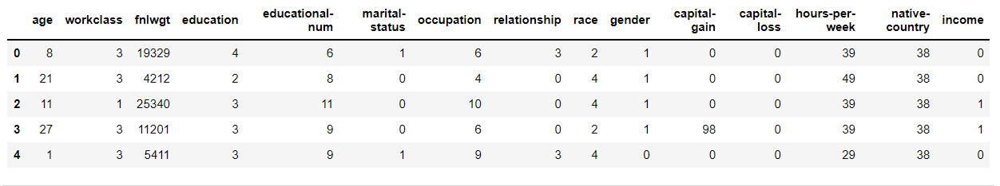 age workclass fnlwgt education educational-num marital-status occupation relationship race gender capital-gain capital-loss hours-per-week native-country income
0 8 3 19329 4 6 1 6 3 2 1 0 0 39 38 0
1 21 3 4212 2 8 0 4 0 4 1 0 0 49 38 0
2 11 1 25340 3 11 0 10 0 4 1 0 0 39 38 1
3 27 3 11201 3 9 0 6 0 2 1 98 0 39 38 1
4 1 3 5411 3 9 1 9 3 4 0 0 0 29 38 0